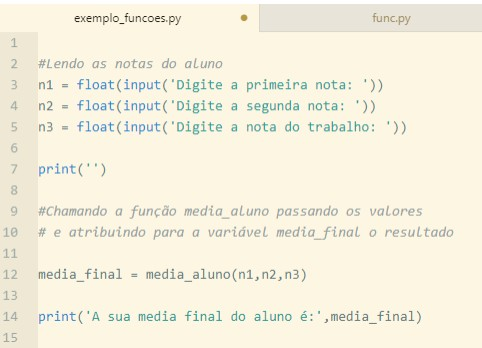 exemplo_funcoes.py func.py
1
2 #Lendo as notas do aluno
3 n1 = float(input('Digite a primeira nota: '))
4 n2 = float(input('Digite a segunda nota: '))
5 n3 = float(input('Digite a nota do trabalho: '))
6
7 print('')
8
9 #Chamando a função media_aluno passando os valores
10 # e atribuindo para a variável media_final o resultado
11
12 media_final = media_aluno(n1,n2,n3)
13
14 print('A sua media final do aluno é:',media_final)
15